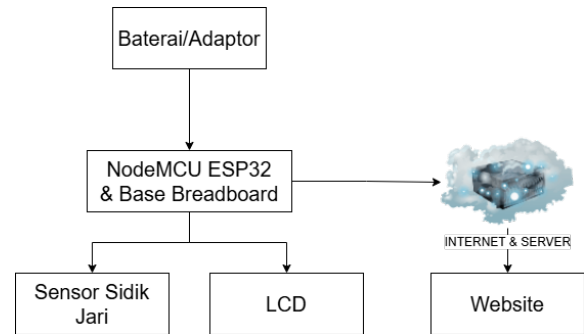 Baterai/Adaptor
NodeMCU ESP32
& Base Breadboard
INTERNET & SERVER
Sensor Sidik
Jari
LCD
Website